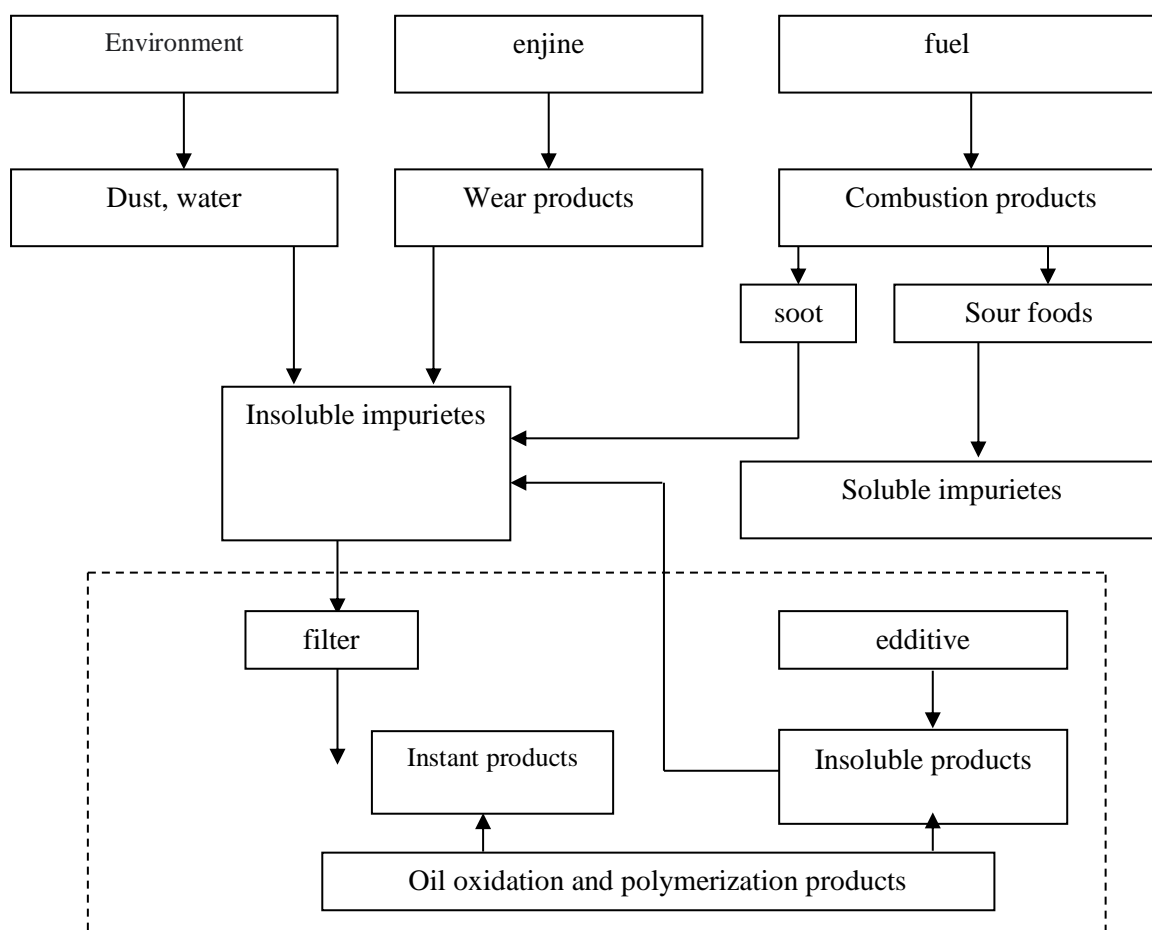 Environment
enjine
fuel
Dust, water
Wear products
Combustion products
soot
Sour foods
Insoluble impurietes
Soluble impurietes
filter
edditive
Instant products
Insoluble products
Oil oxidation and polymerization products